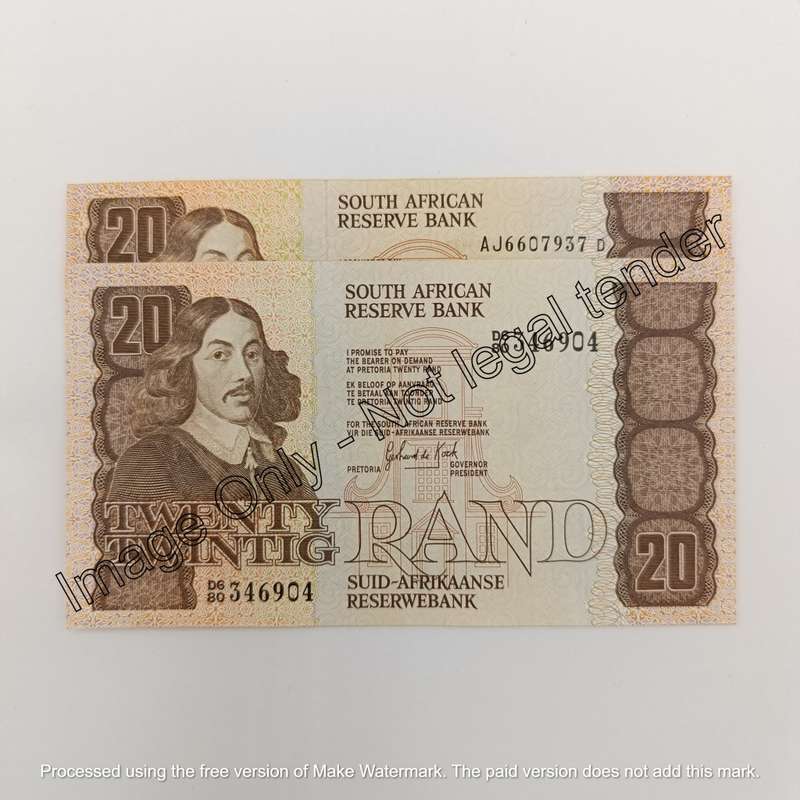 20
SOUTH AFRICAN
RESERVE BANK
AJ6607937 D
20
SOUTH AFRICAN
RESERVE BANK
346904
I PROMISE TO PAY
THE BEARER ON DEMAND
AT PRETORIA TWENTY RAND
EK BELOOF OP AANVRAAG
TE BETAAL AAN TOONDER
TE PRETORIA TWINTIG RAND
FOR THE SOUTH AFRICAN RESERVE BANK
VIR DIE SUID-AFRIKAANSE RESERWEBANK
Gerhard de Kock
PRETORIA
GOVERNOR
PRESIDENT
TWENTY
TWINTIG
RAND
20
D6
80 346904
SUID-AFRIKAANSE
RESERWEBANK
Image Only - Not legal tender
Processed using the free version of Make Watermark. The paid version does not add this mark.